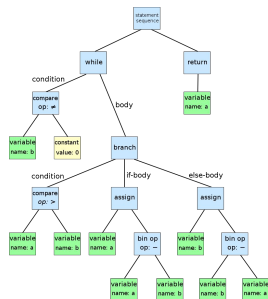 statement
sequence
while
return
condition
body
compare
op: ≠
variable
name: a
variable
name: b
constant
value: 0
branch
condition
if-body
else-body
compare
op: >
assign
assign
variable
name: a
variable
name: b
variable
name: a
bin op
op: −
variable
name: b
bin op
op: −
variable
name: a
variable
name: b
variable
name: b
variable
name: a